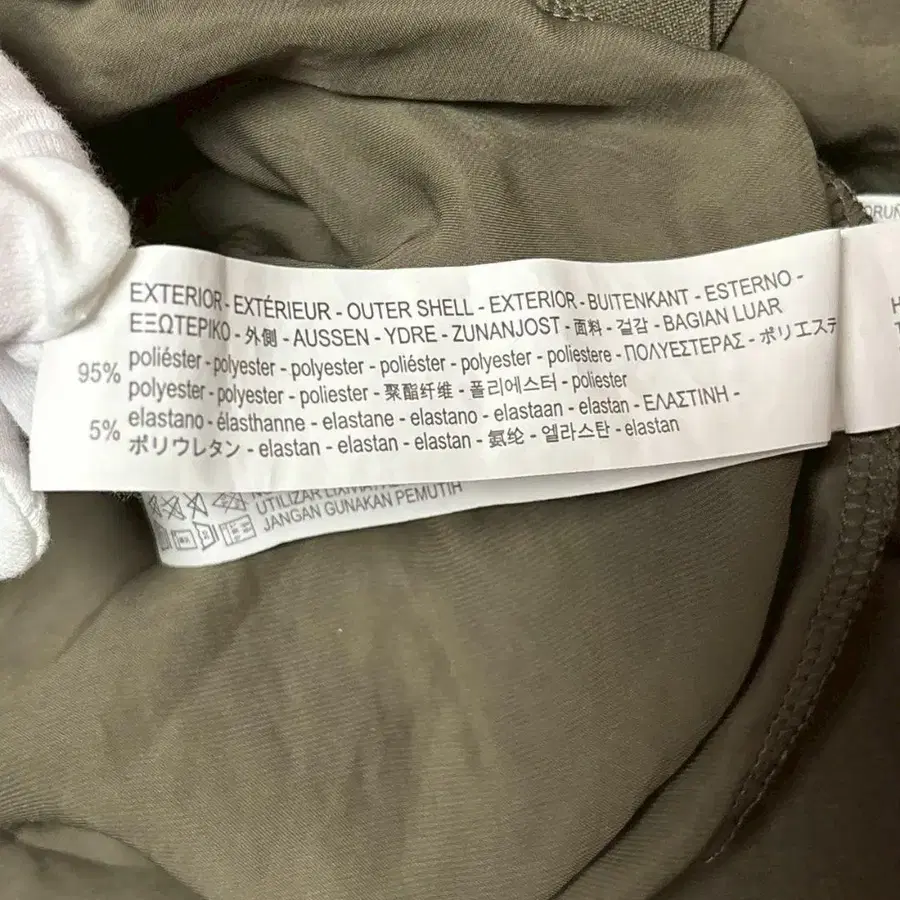 EXTERIOR - EXTÉRIEUR - OUTER SHELL - EXTERIOR - BUITENKANT - ESTERNO -
ΕΞΩΤΕΡΙΚΟ - 外側 - AUSSEN - YDRE - ZUNANJOST - 面料 - 겉감 - BAGIAN LUAR
95% poliéster - polyester - polyester - poliéster - polyester - poliestere - ΠΟΛΥΕΣΤΕΡΑΣ - ポリエステ
polyester - polyester - poliester - 聚酯纤维 - 폴리에스터 - poliester
5% elastano - élasthanne - elastane - elastano - elastaan - elastan - ΕΛΑΣΤΙΝΗ -
ポリウレタン - elastan - elastan - elastan - 氨纶 - 엘라스탄 - elastan
UTILIZAR
JANGAN GUNAKAN PEMUTIH